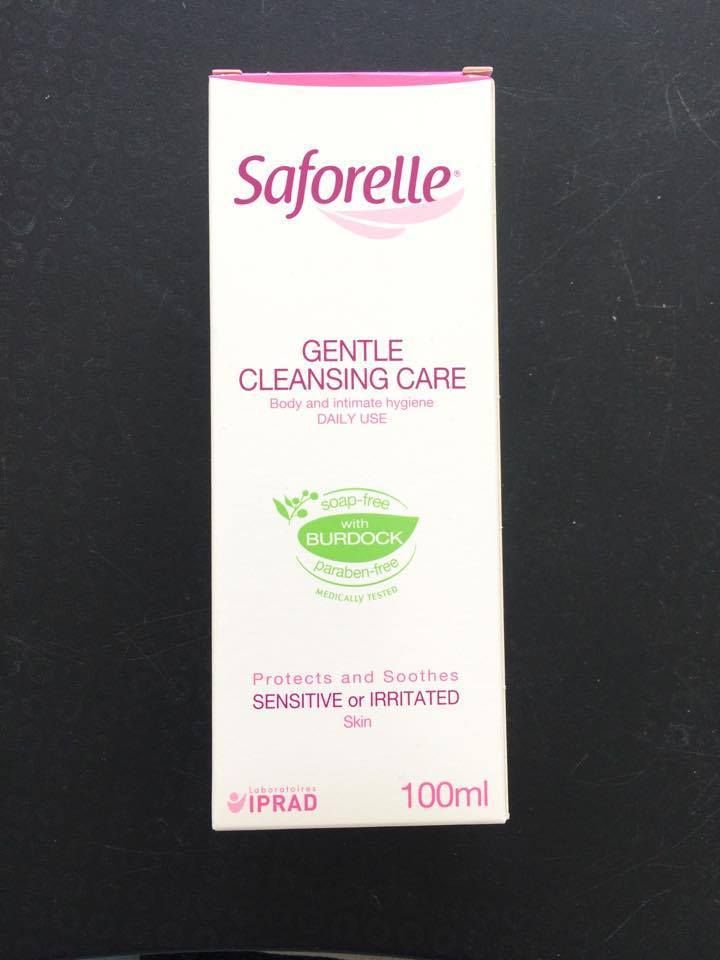 Saforelle®
GENTLE
CLEANSING CARE
Body and intimate hygiene
DAILY USE
soap-free
with
BURDOCK
paraben-free
MEDICALLY TESTED
Protects and Soothes
SENSITIVE or IRRITATED
Skin
Laboratoires
IPRAD
100ml